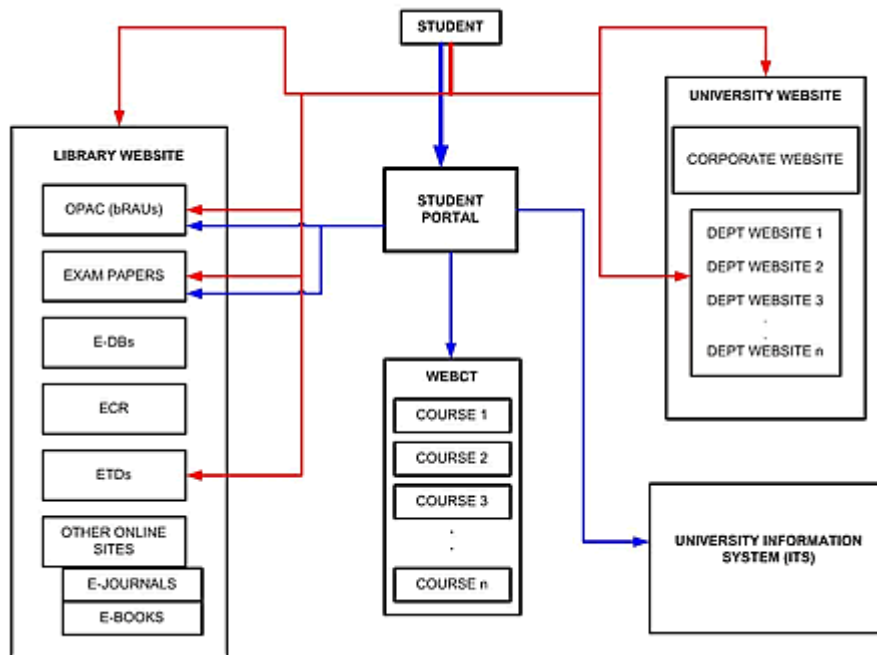 STUDENT
LIBRARY WEBSITE
OPAC (bRAUs)
EXAM PAPERS
E-DBs
ECR
ETDs
OTHER ONLINE
SITES
E-JOURNALS
E-BOOKS
STUDENT
PORTAL
WEBCT
COURSE 1
COURSE 2
COURSE 3
.
.
COURSE n
UNIVERSITY WEBSITE
CORPORATE WEBSITE
DEPT WEBSITE 1
DEPT WEBSITE 2
DEPT WEBSITE 3
.
.
DEPT WEBSITE n
UNIVERSITY INFORMATION
SYSTEM (ITS)